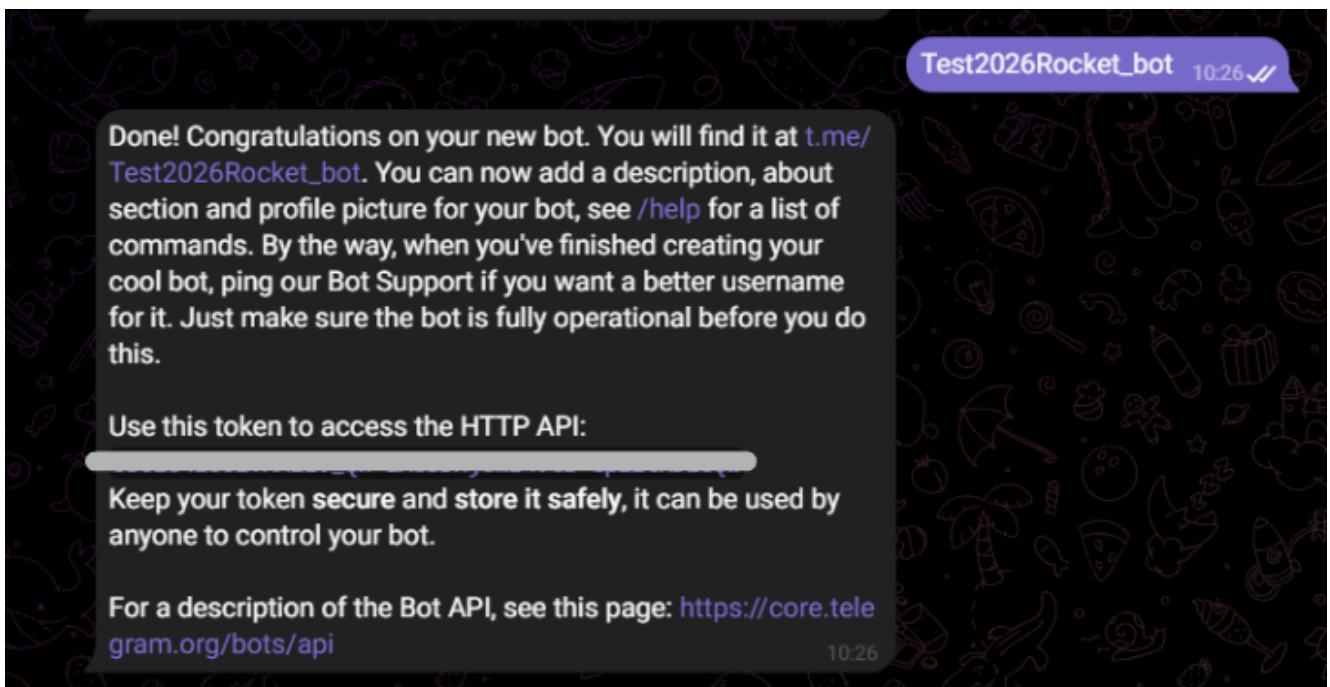 Test2026Rocket_bot 10:26
Done! Congratulations on your new bot. You will find it at t.me/
Test2026Rocket_bot. You can now add a description, about
section and profile picture for your bot, see /help for a list of
commands. By the way, when you've finished creating your
cool bot, ping our Bot Support if you want a better username
for it. Just make sure the bot is fully operational before you do
this.
Use this token to access the HTTP API:
Keep your token secure and store it safely, it can be used by
anyone to control your bot.
For a description of the Bot API, see this page: https://core.tele
gram.org/bots/api
10:26